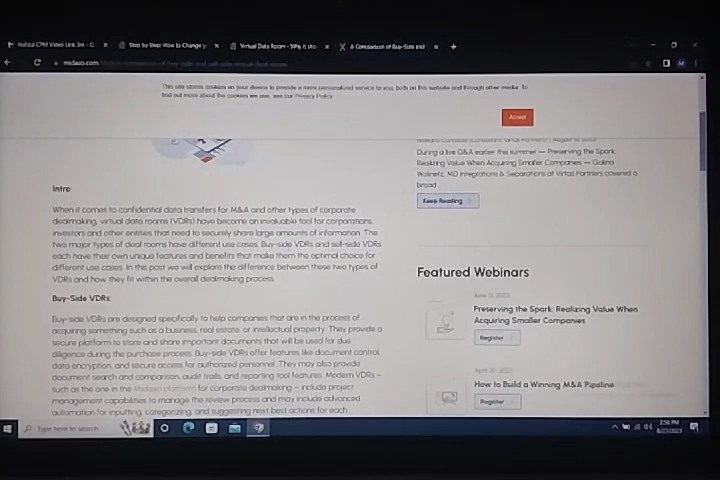 Step by Step: How to Change y
Virtual Data Room - Why it sho
A Comparison of Buy-Side and
midaxo.com
This site stores cookies on your device to provide a more personalized service to you, both on this website and through other media. To
find out more about the cookies we use, see our Privacy Policy.
Accept
Intro:
When it comes to confidential data transfers for M&A and other types of corporate
dealmaking, virtual data rooms (VDRs) have become an invaluable tool for corporations,
investors and other entities that need to securely share large amounts of information. The
two major types of deal rooms have different use cases. Buy-side VDRs and sell-side VDRs
each have their own unique features and benefits that make them the optimal choice for
different use cases. In this post we will explore the difference between these two types of
VDRs and how they fit within the overall dealmaking process.
Buy-Side VDRs:
Buy-side VDRs are designed specifically to help companies that are in the process of
acquiring something such as a business, real estate, or intellectual property. They provide a
secure platform to store and share important documents that will be used for due
diligence during the purchase process. Buy-side VDRs offer features like document control,
data encryption, and secure access for authorized personnel. They may also provide
document search and comparison, audit trails, and reporting tool features. Modern VDRs –
such as the one in the Midaxo platform for corporate dealmaking – include project
management capabilities to manage the review process and may include advanced
automation for inputting, categorizing, and suggesting next best actions for each
During a live Q&A earlier this summer — Preserving the Spark:
Realizing Value When Acquiring Smaller Companies — Galina
Wolinetz, MD Integrations & Separations at Virtas Partners covered a
broad
Keep Reading
Featured Webinars
June 13, 2023
Preserving the Spark: Realizing Value When
Acquiring Smaller Companies
Register
How to Build a Winning M&A Pipeline
Register
Type here to search
2:58 PM